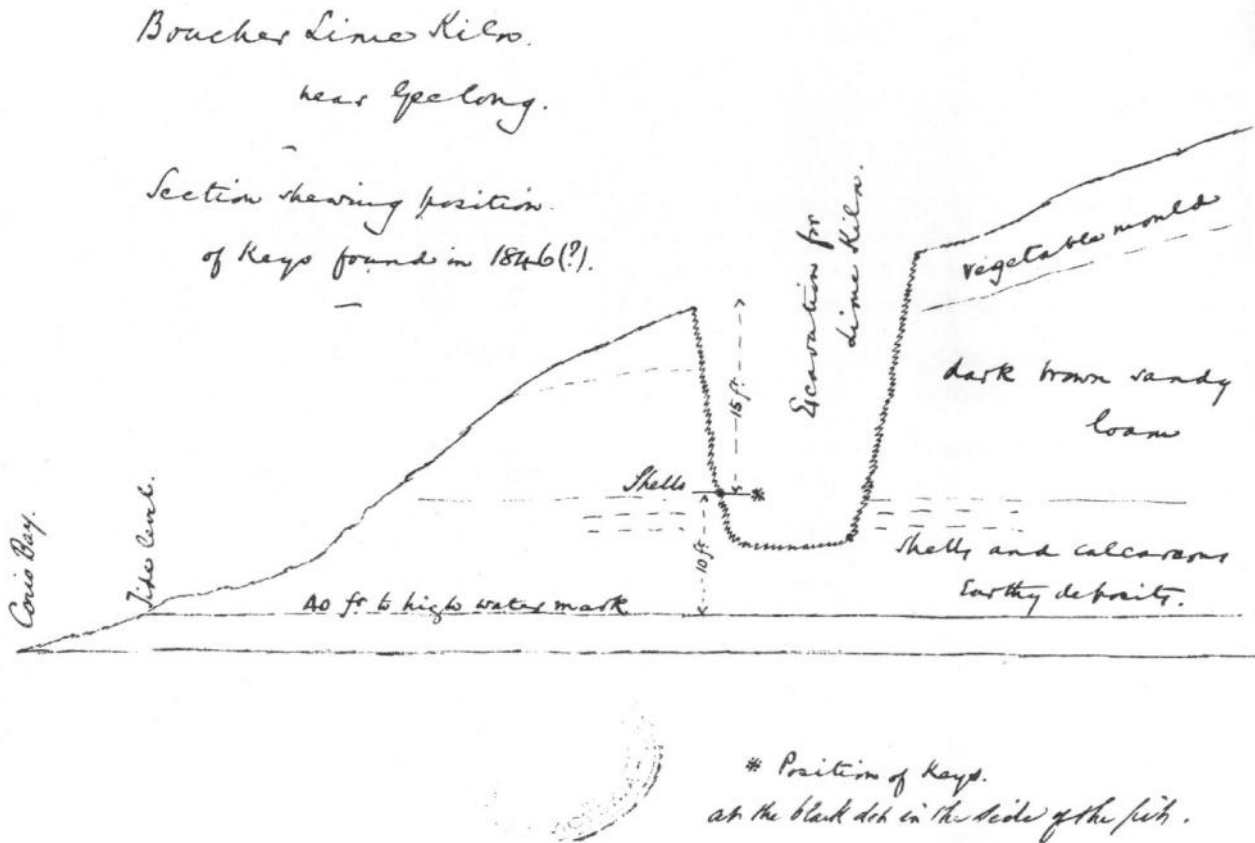 Boucher Lime Kiln.
near Geelong.
Section shewing position
of Keys found in 1846(?).
Excavation for
Lime Kiln.
vegetable mould
dark brown sandy
loam
15 ft.
Shells
10 ft.
shells and calcareous
Earthy deposits.
Corio Bay.
Tide level.
40 ft. to high water mark
* Position of Keys.
at the black dot in the side of the pit.